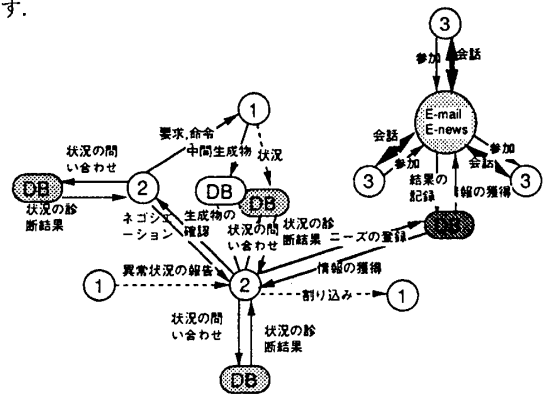 す.
3
参加
会話
E-mail
E-news
会話
参加
3
参加
会話
3
結果の
記録
情報の獲得
DB
1
要求,命令
中間生成物
状況
状況の問
い合わせ
DB
2
DB
DB
状況の診
断結果
ネゴシエ
ーション
生成物の
確認
状況の問
い合わせ
状況の診
断結果
ニーズの登録
情報の獲得
1
異常状況の報告
2
割り込み
1
状況の問
い合わせ
状況の診
断結果
DB